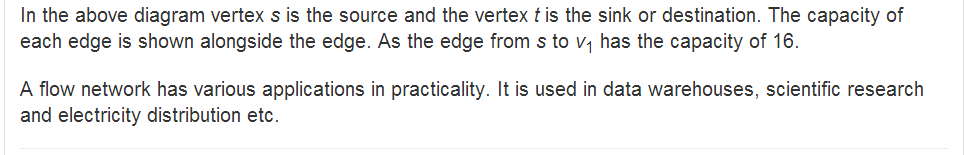 In the above diagram vertex s is the source and the vertex t is the sink or destination. The capacity of
each edge is shown alongside the edge. As the edge from s to v₁ has the capacity of 16.
A flow network has various applications in practicality. It is used in data warehouses, scientific research
and electricity distribution etc.